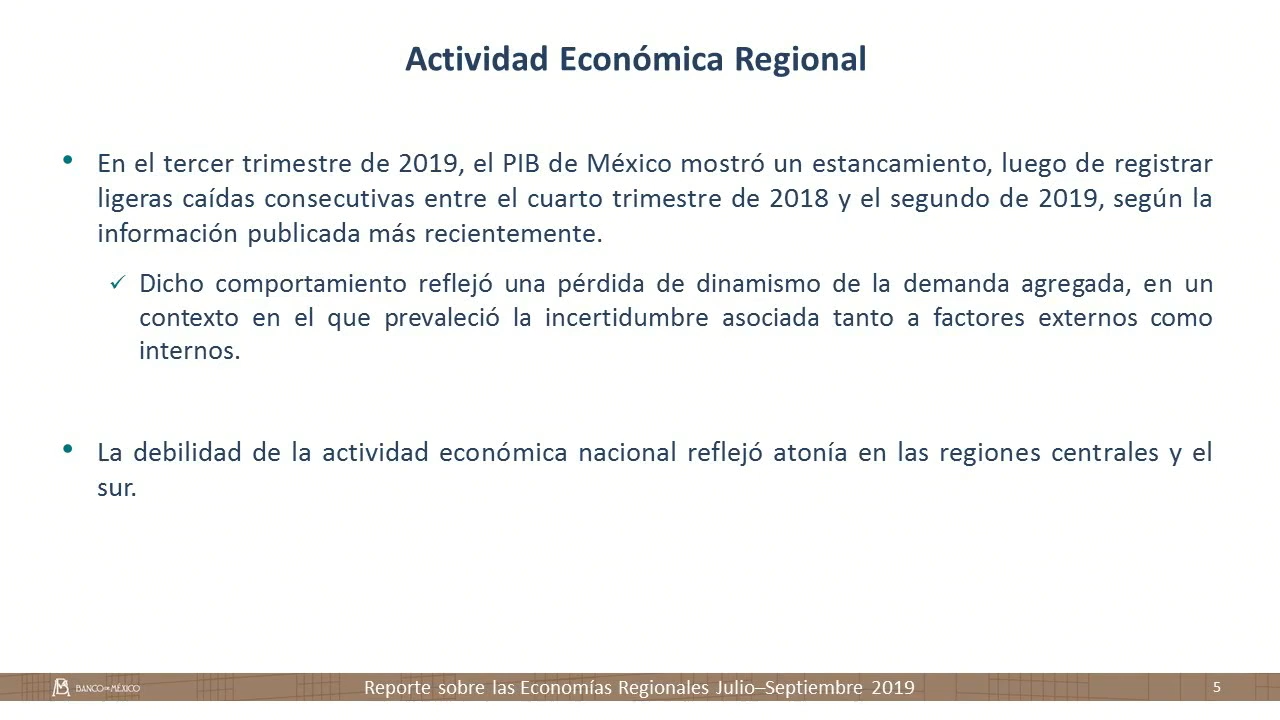 Actividad Económica Regional
• En el tercer trimestre de 2019, el PIB de México mostró un estancamiento, luego de registrar
ligeras caídas consecutivas entre el cuarto trimestre de 2018 y el segundo de 2019, según la
información publicada más recientemente.
✓ Dicho comportamiento reflejó una pérdida de dinamismo de la demanda agregada, en un
contexto en el que prevaleció la incertidumbre asociada tanto a factores externos como
internos.
• La debilidad de la actividad económica nacional reflejó atonía en las regiones centrales y el
sur.
BANCO DE MÉXICO
Reporte sobre las Economías Regionales Julio–Septiembre 2019
5